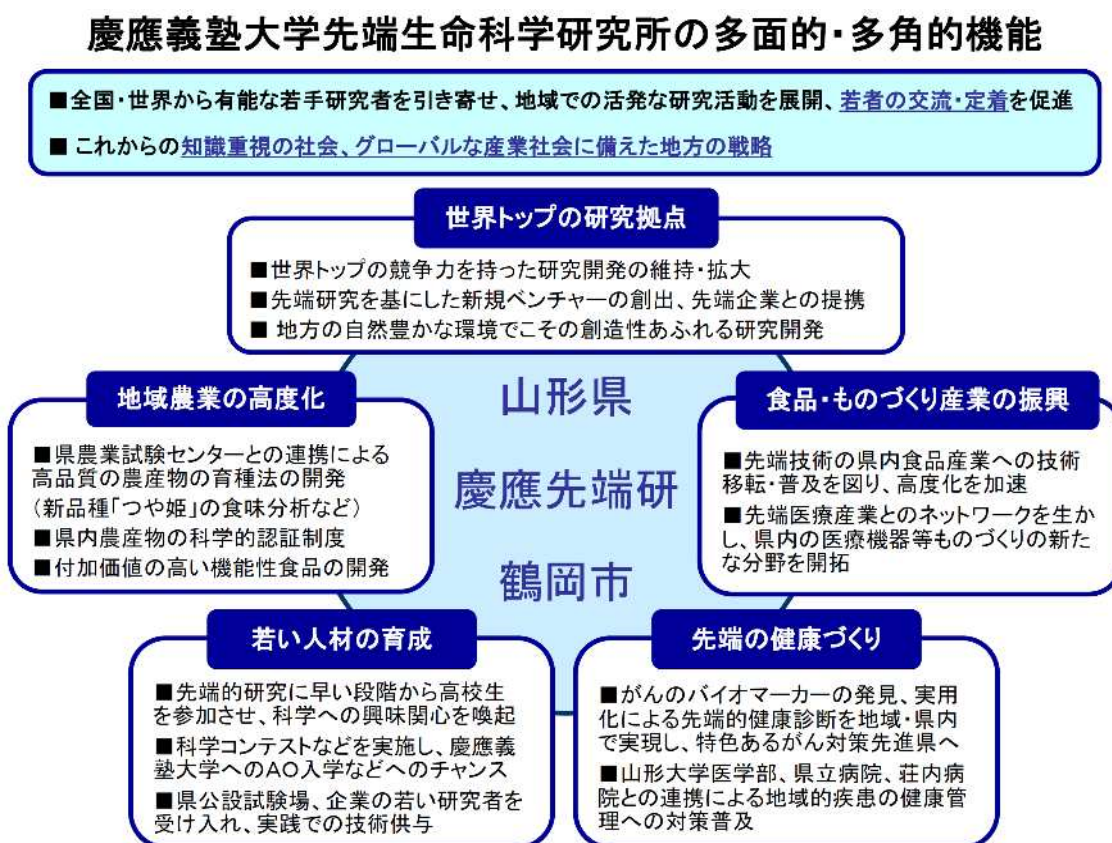 慶應義塾大学先端生命科学研究所の多面的・多角的機能
■全国・世界から有能な若手研究者を引き寄せ、地域での活発な研究活動を展開、若者の交流・定着を促進
■ これからの知識重視の社会、グローバルな産業社会に備えた地方の戦略
世界トップの研究拠点
■世界トップの競争力を持った研究開発の維持・拡大
■先端研究を基にした新規ベンチャーの創出、先端企業との提携
■ 地方の自然豊かな環境でこその創造性あふれる研究開発
山形県
慶應先端研
鶴岡市
地域農業の高度化
■県農業試験センターとの連携による
高品質の農産物の育種法の開発
（新品種「つや姫」の食味分析など）
■県内農産物の科学的認証制度
■付加価値の高い機能性食品の開発
食品・ものづくり産業の振興
■先端技術の県内食品産業への技術
移転・普及を図り、高度化を加速
■先端医療産業とのネットワークを生か
し、県内の医療機器等ものづくりの新た
な分野を開拓
若い人材の育成
■先端的研究に早い段階から高校生
を参加させ、科学への興味関心を喚起
■科学コンテストなどを実施し、慶應義
塾大学へのAO入学などへのチャンス
■県公設試験場、企業の若い研究者を
受け入れ、実践での技術供与
先端の健康づくり
■がんのバイオマーカーの発見、実用
化による先端的健康診断を地域・県内
で実現し、特色あるがん対策先進県へ
■山形大学医学部、県立病院、荘内病
院との連携による地域的疾患の健康管
理への対策普及